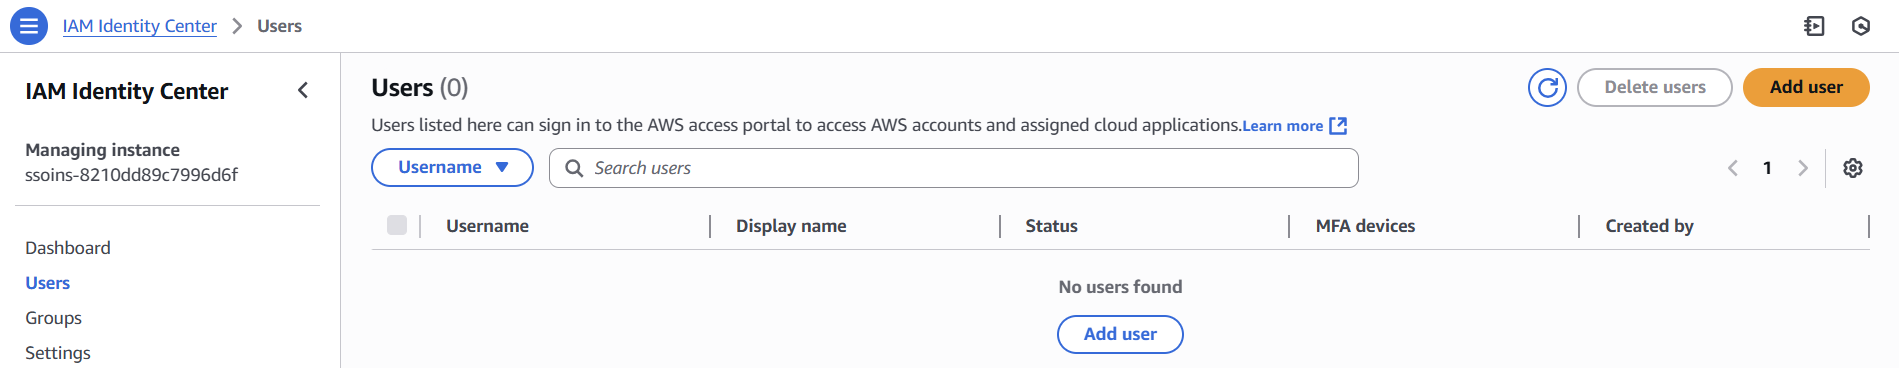 IAM Identity Center > Users
IAM Identity Center
Managing instance
ssoins-8210dd89c7996d6f
Dashboard
Users
Groups
Settings
Users (0)
Delete users
Add user
Users listed here can sign in to the AWS access portal to access AWS accounts and assigned cloud applications.Learn more
Username
Search users
1
Username Display name Status MFA devices Created by
No users found
Add user